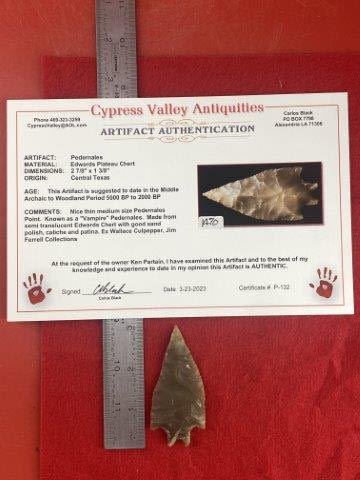 Cypress Valley Antiquities
Phone 469-323-3259
CypressValley@AOL.com
Carlos Black
PO BOX 7756
Alexandria LA 71306
ARTIFACT AUTHENTICATION
ARTIFACT: Pedernales
MATERIAL: Edwards Plateau Chert
DIMENSIONS: 2 7/8" x 1 3/8"
ORIGIN: Central Texas
AGE: This Artifact is suggested to date in the Middle
Archaic to Woodland Period 5000 BP to 2000 BP
COMMENTS: Nice thin medium size Pedernales
Point. Known as a "Vampire" Pedernales. Made from
semi translucent Edwards Chert with good sand
polish, caliche and patina. Ex Wallace Culpepper, Jim
Ferrell Collections
At the request of the owner Ken Partain, I have examined this Artifact and to the best of my
knowledge and experience to date in my opinion this Artifact is AUTHENTIC.
Signed
Carlos Black
Date 3-23-2023
Certificate # P-132
10
11